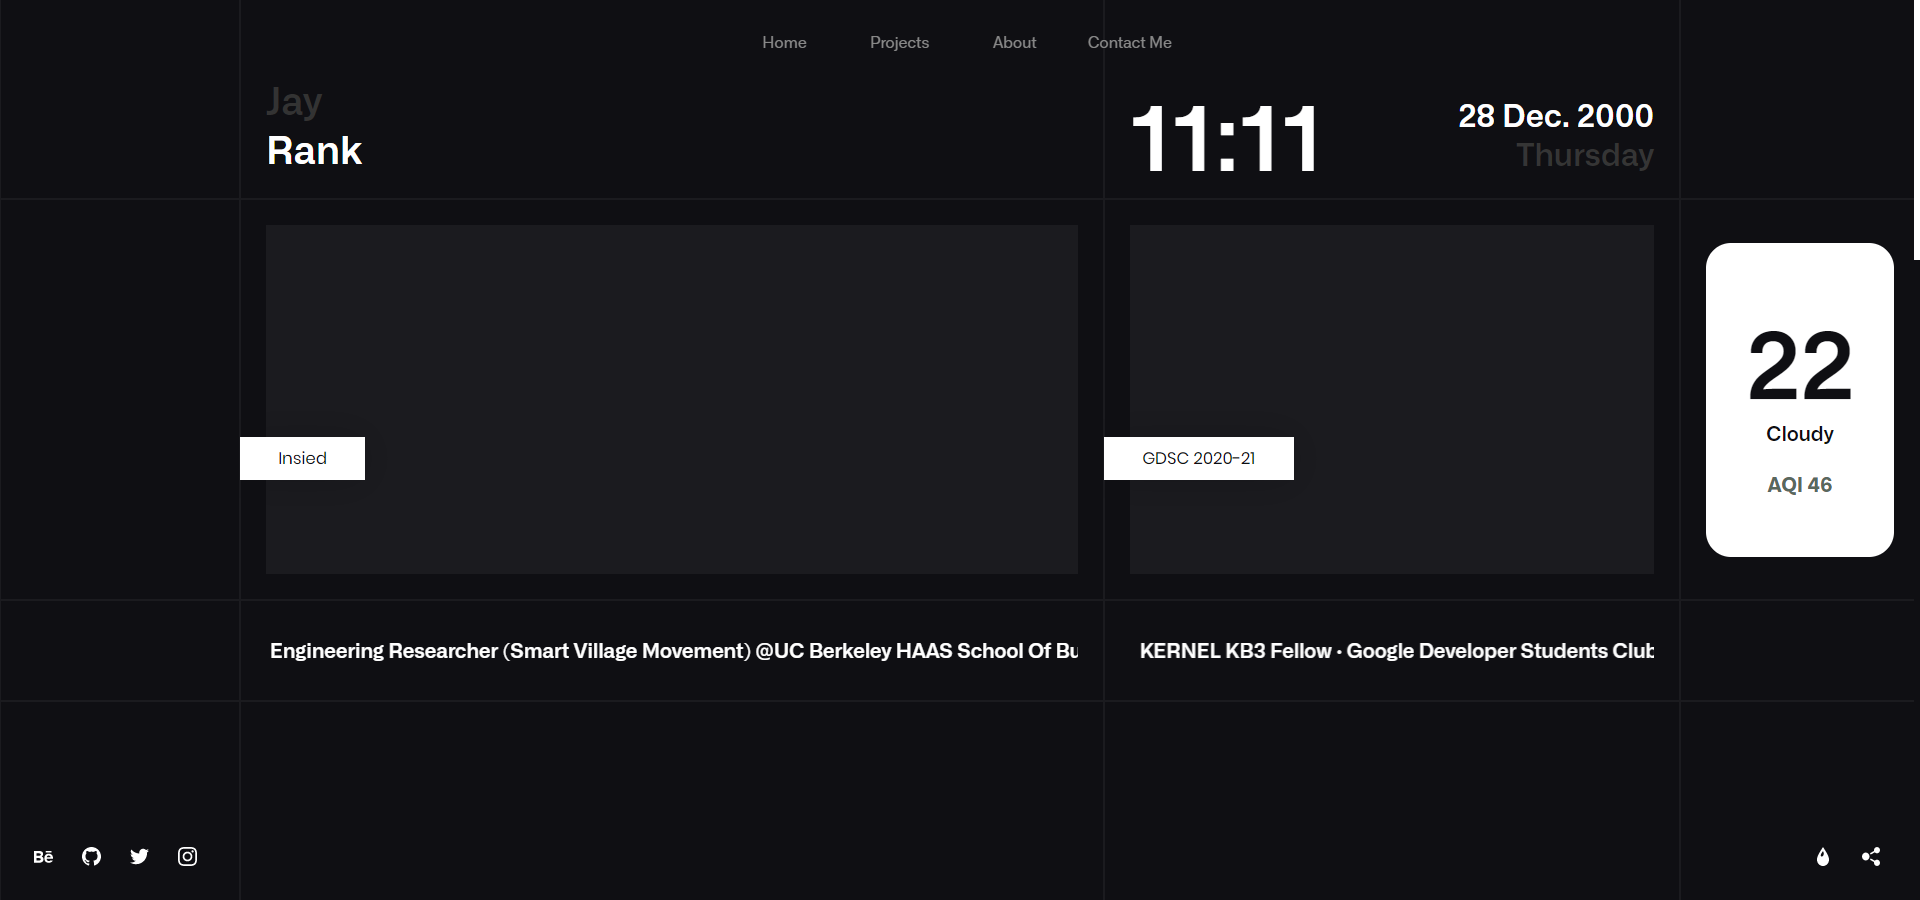 Home Projects About Contact Me
Jay
Rank
11:11
28 Dec. 2000
Thursday
Insied
GDSC 2020-21
22
Cloudy
AQI 46
Engineering Researcher (Smart Village Movement) @UC Berkeley HAAS School Of Bu
KERNEL KB3 Fellow • Google Developer Students Club
Bē